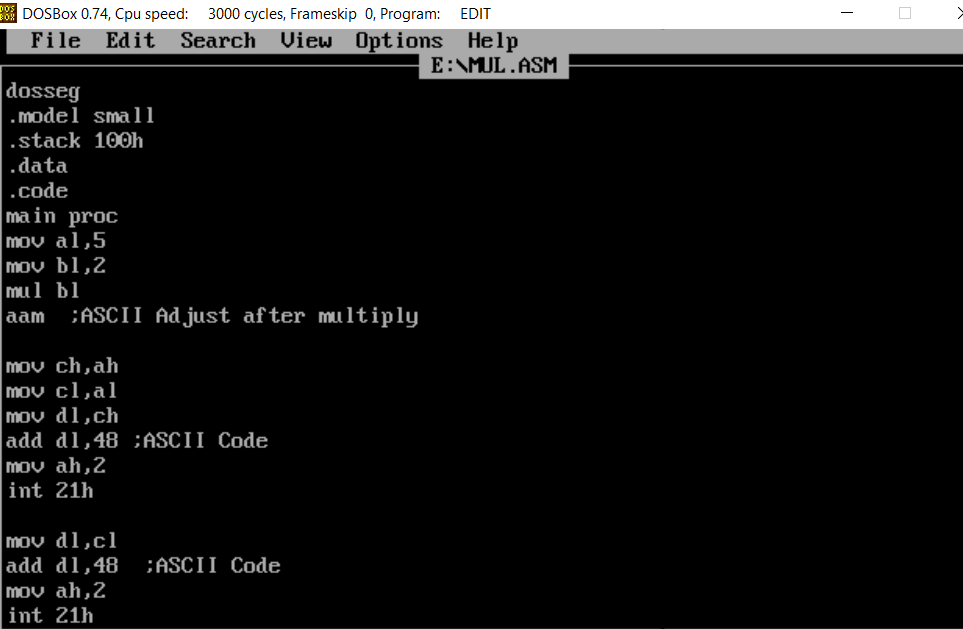 DOSBox 0.74, Cpu speed: 3000 cycles, Frameskip 0, Program: EDIT
File Edit Search View Options Help
E:\MUL.ASM
dosseg
.model small
.stack 100h
.data
.code
main proc
mov al,5
mov bl,2
mul bl
aam ;ASCII Adjust after multiply
mov ch,ah
mov cl,al
mov dl,ch
add dl,48 ;ASCII Code
mov ah,2
int 21h
mov dl,cl
add dl,48 ;ASCII Code
mov ah,2
int 21h